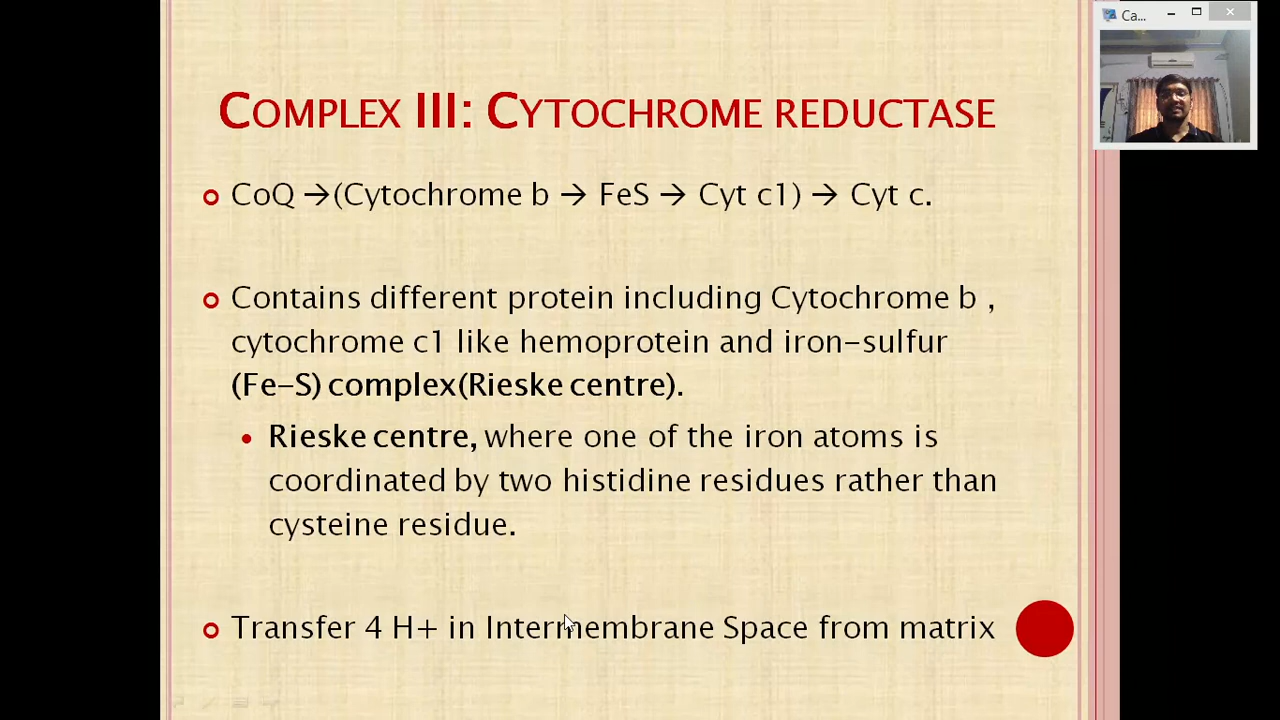 Ca...
COMPLEX III: CYTOCHROME REDUCTASE
CoQ →(Cytochrome b → FeS → Cyt c1) → Cyt c.
Contains different protein including Cytochrome b ,
cytochrome c1 like hemoprotein and iron-sulfur
(Fe-S) complex(Rieske centre).
Rieske centre, where one of the iron atoms is
coordinated by two histidine residues rather than
cysteine residue.
Transfer 4 H+ in Intermembrane Space from matrix